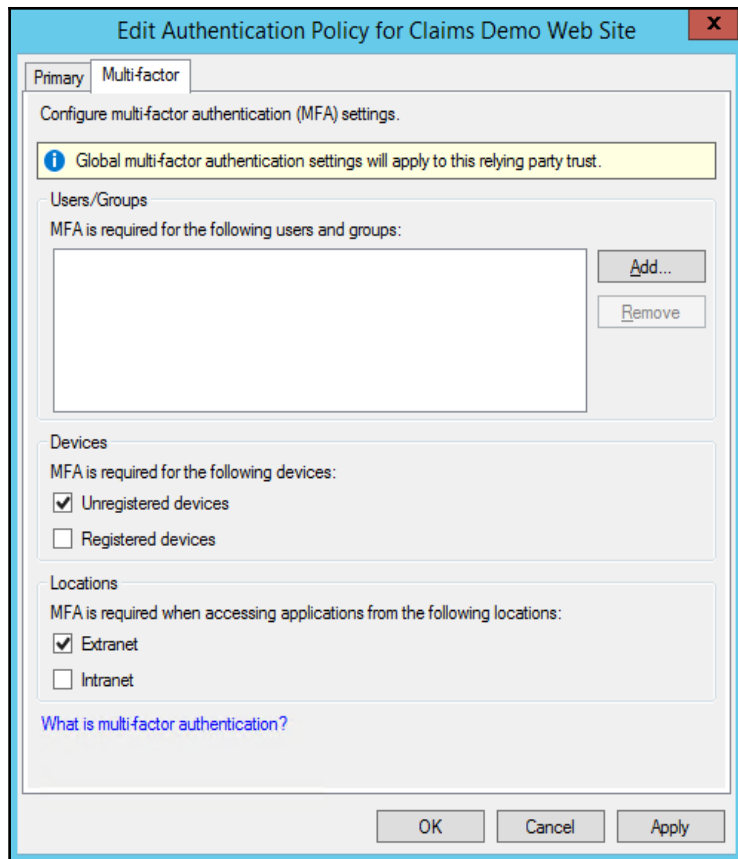 Edit Authentication Policy for Claims Demo Web Site
x
Primary
Multi-factor
Configure multi-factor authentication (MFA) settings.
Global multi-factor authentication settings will apply to this relying party trust.
Users/Groups
MFA is required for the following users and groups:
Add...
Remove
Devices
MFA is required for the following devices:
Unregistered devices
Registered devices
Locations
MFA is required when accessing applications from the following locations:
Extranet
Intranet
What is multi-factor authentication?
OK
Cancel
Apply